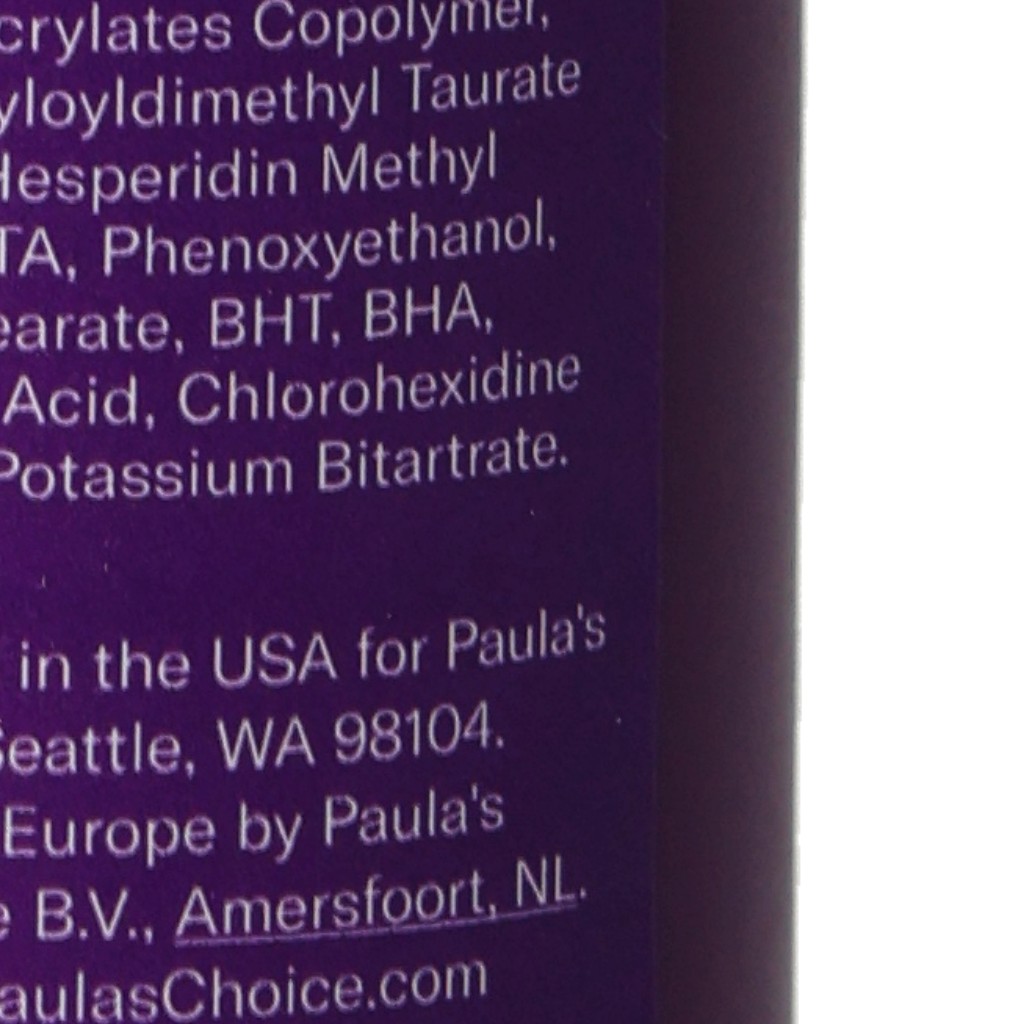 crylates Copolymer,
yloyldimethyl Taurate
Hesperidin Methyl
TA, Phenoxyethanol,
earate, BHT, BHA,
Acid, Chlorohexidine
Potassium Bitartrate.
in the USA for Paula's
Seattle, WA 98104.
Europe by Paula's
e B.V., Amersfoort, NL.
aulasChoice.com